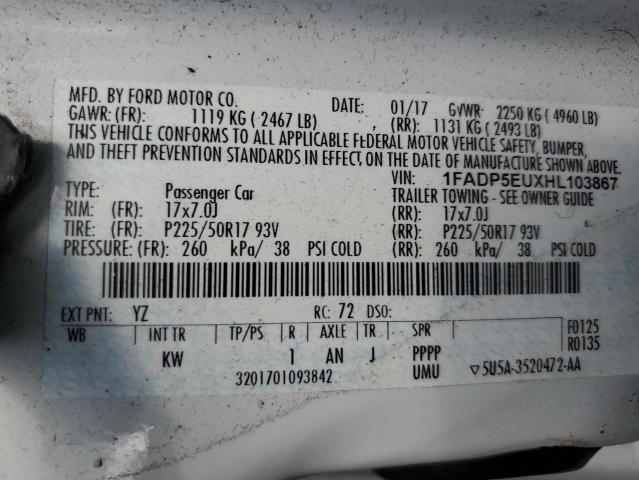 MFD. BY FORD MOTOR CO. DATE: 01/17 GVWR: 2250 KG ( 4960 LB)
GAWR: (FR): 1119 KG ( 2467 LB) , (RR): 1131 KG ( 2493 LB)
THIS VEHICLE CONFORMS TO ALL APPLICABLE FEDERAL MOTOR VEHICLE SAFETY, BUMPER,
AND THEFT PREVENTION STANDARDS IN EFFECT ON THE DATE OF MANUFACTURE SHOWN ABOVE.
VIN: 1FADP5EUXHL103867
TYPE: Passenger Car TRAILER TOWING - SEE OWNER GUIDE
RIM: (FR): 17x7.0J (RR): 17x7.0J
TIRE: (FR): P225/50R17 93V (RR): P225/50R17 93V
PRESSURE: (FR): 260 kPa/ 38 PSI COLD (RR): 260 kPa/ 38 PSI COLD
EXT PNT: YZ RC: 72 DSO:
WB INT TR TP/PS R AXLE TR SPR F0125
KW 1 AN J PPPP R0135
3201701093842 UMU ▽5U5A-3520472-AA